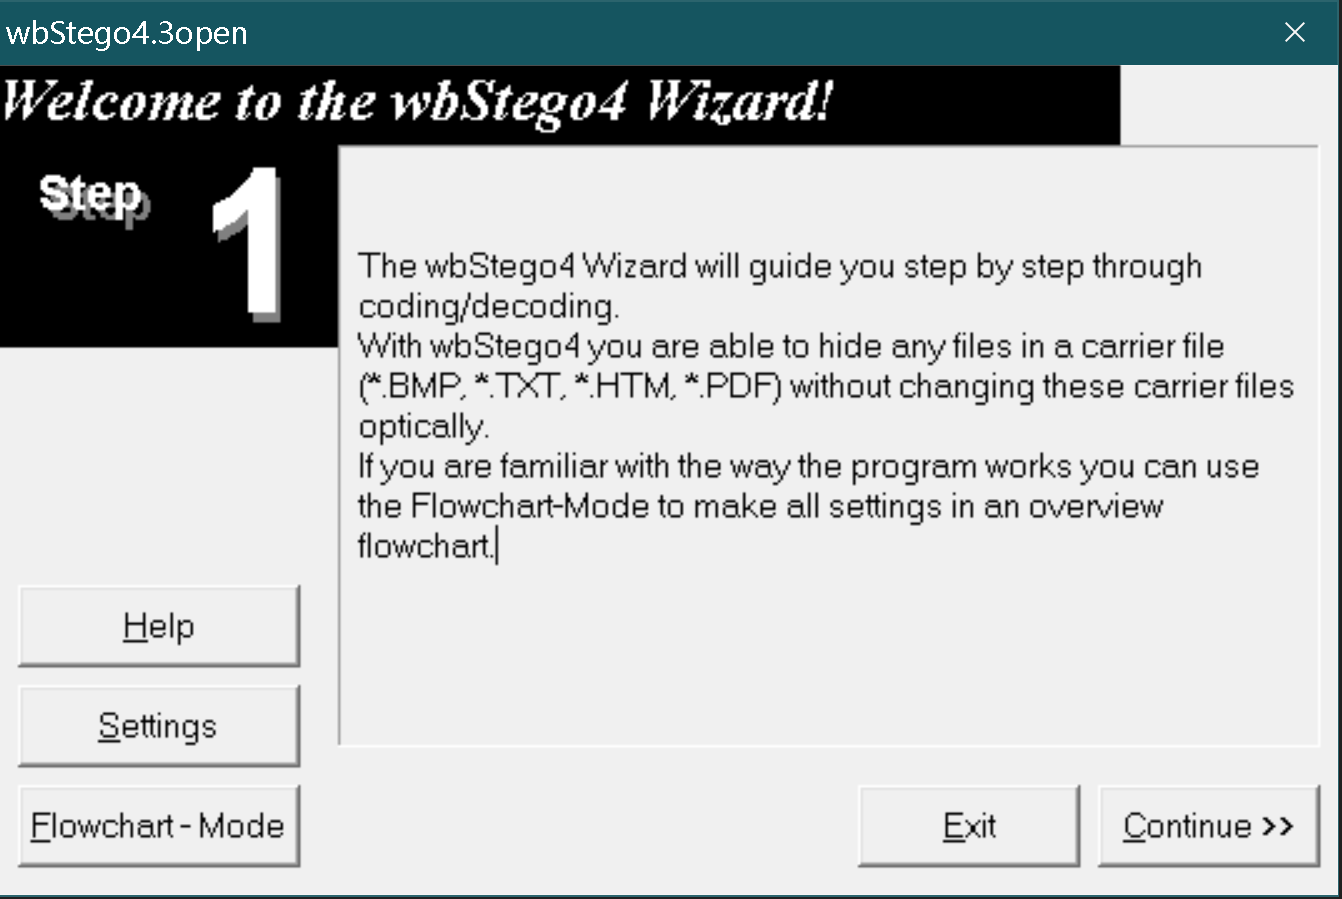 wbStego4.3open
Welcome to the wbStego4 Wizard!
Step 1
The wbStego4 Wizard will guide you step by step through
coding/decoding.
With wbStego4 you are able to hide any files in a carrier file
(*.BMP, *.TXT, *.HTM, *.PDF) without changing these carrier files
optically.
If you are familiar with the way the program works you can use
the Flowchart-Mode to make all settings in an overview
flowchart.
Help
Settings
Flowchart - Mode
Exit
Continue >>